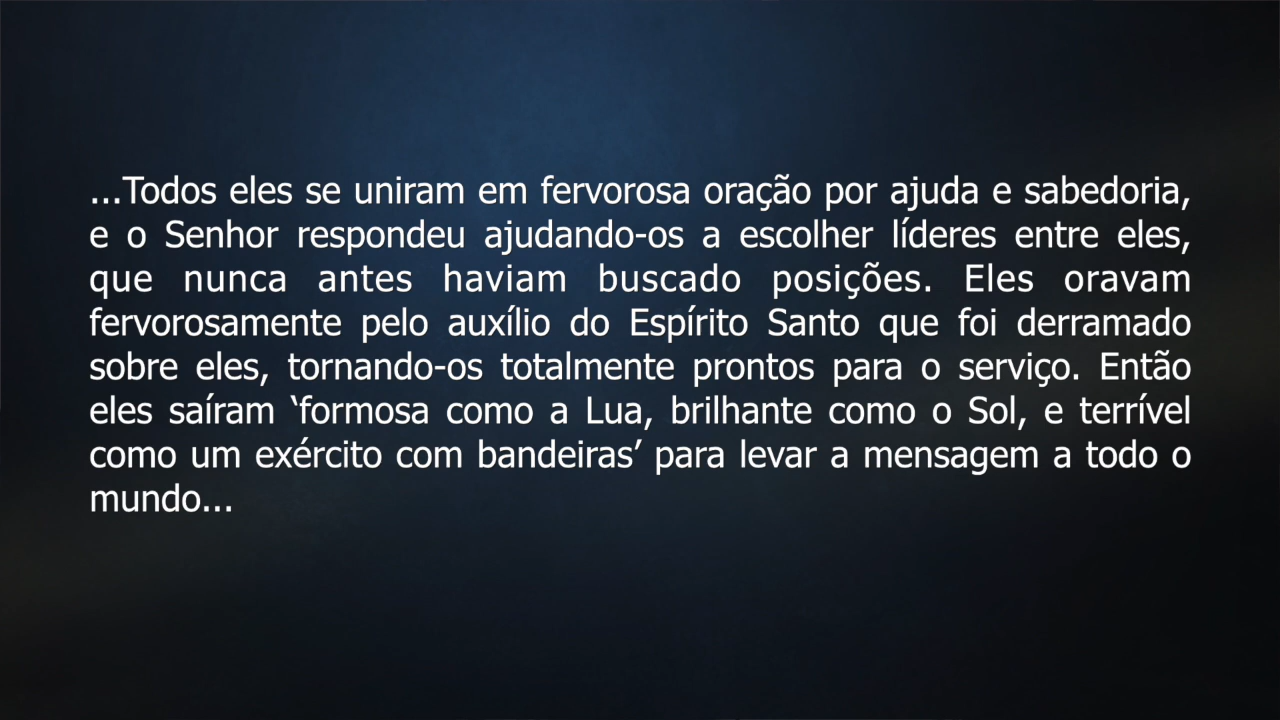 ...Todos eles se uniram em fervorosa oração por ajuda e sabedoria,
e o Senhor respondeu ajudando-os a escolher líderes entre eles,
que nunca antes haviam buscado posições. Eles oravam
fervorosamente pelo auxílio do Espírito Santo que foi derramado
sobre eles, tornando-os totalmente prontos para o serviço. Então
eles saíram ‘formosa como a Lua, brilhante como o Sol, e terrível
como um exército com bandeiras’ para levar a mensagem a todo o
mundo...